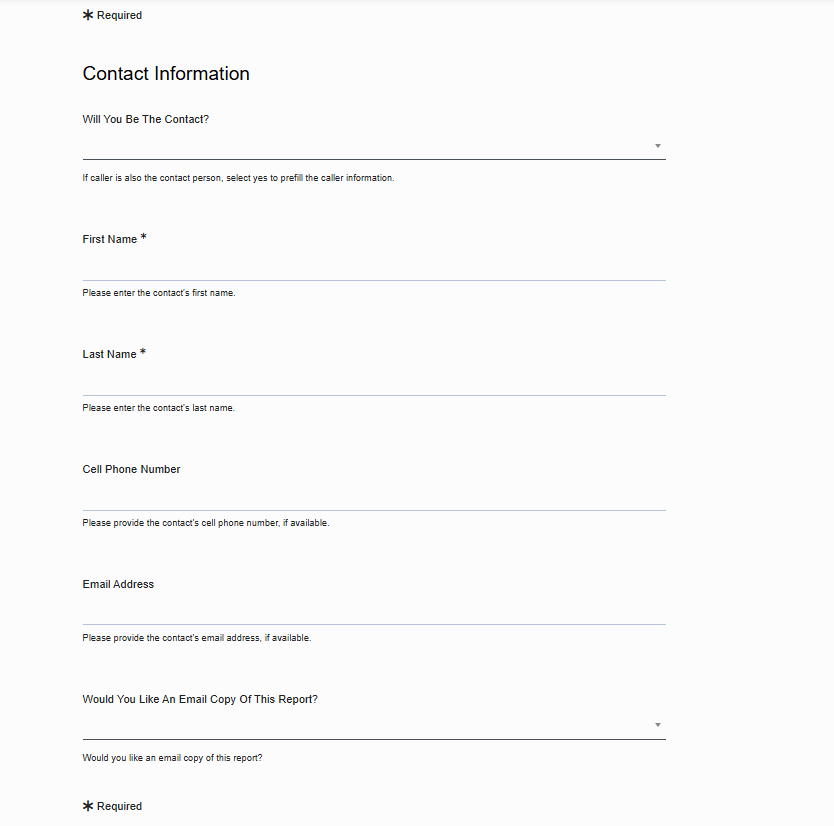 * Required
Contact Information
Will You Be The Contact?
If caller is also the contact person, select yes to prefill the caller information.
First Name *
Please enter the contact's first name.
Last Name *
Please enter the contact's last name.
Cell Phone Number
Please provide the contact's cell phone number, if available.
Email Address
Please provide the contact's email address, if available.
Would You Like An Email Copy Of This Report?
Would you like an email copy of this report?
* Required